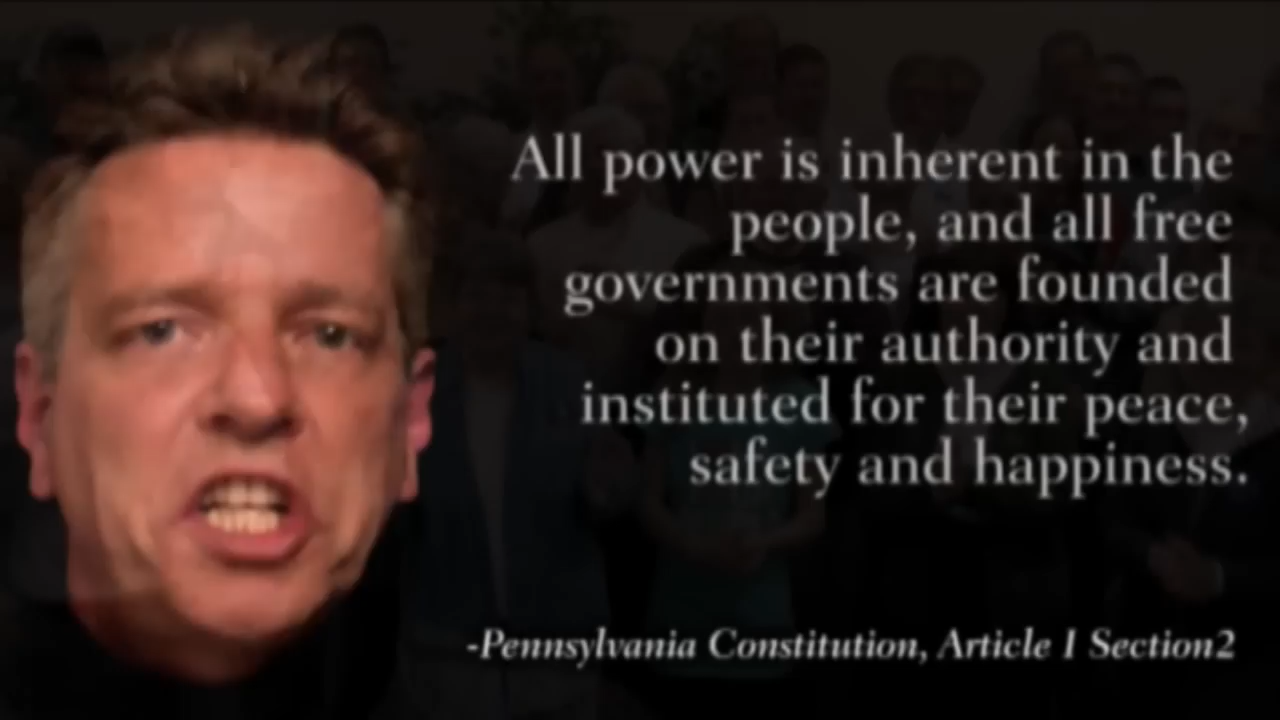 All power is inherent in the
people, and all free
governments are founded
on their authority and
instituted for their peace,
safety and happiness.
-Pennsylvania Constitution, Article I Section2